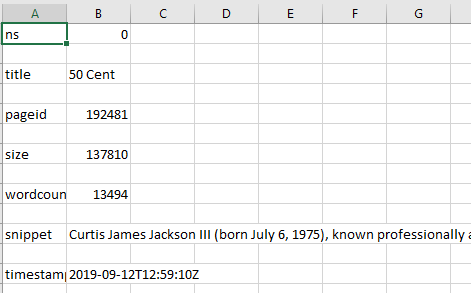 A B C D E F G
ns 0
title 50 Cent
pageid 192481
size 137810
wordcoun 13494
snippet Curtis James Jackson III (born July 6, 1975), known professionally a
timestamp 2019-09-12T12:59:10Z